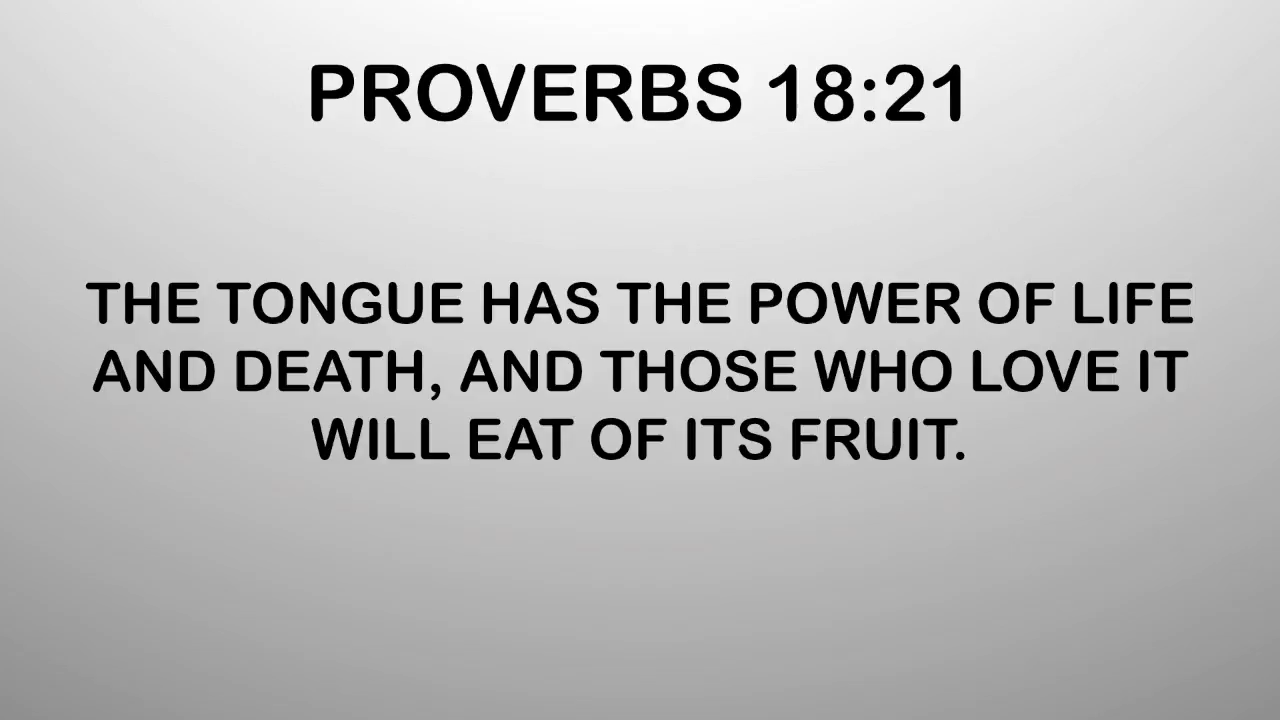 PROVERBS 18:21
THE TONGUE HAS THE POWER OF LIFE
AND DEATH, AND THOSE WHO LOVE IT
WILL EAT OF ITS FRUIT.